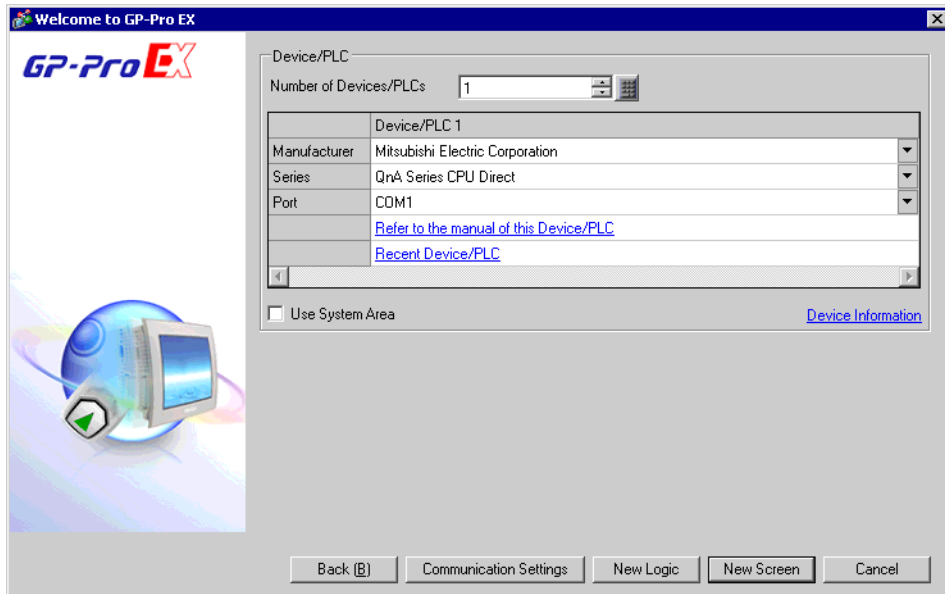 Welcome to GP-Pro EX
GP-Pro EX
Device/PLC
Number of Devices/PLCs 1
Device/PLC 1
Manufacturer Mitsubishi Electric Corporation
Series QnA Series CPU Direct
Port COM1
Refer to the manual of this Device/PLC
Recent Device/PLC
Use System Area Device Information
Back (B) Communication Settings New Logic New Screen Cancel